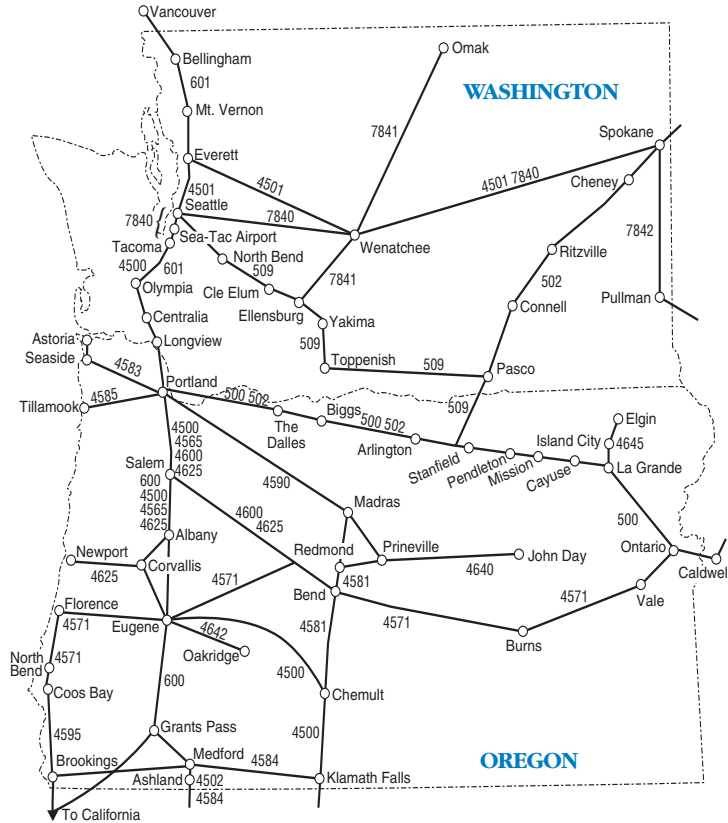 Vancouver
Omak
Bellingham
WASHINGTON
601
Mt. Vernon
7841
Spokane
Everett
4501
4501 7840
Cheney
4501
Seattle
7840
7840
7842
Sea-Tac Airport
Wenatchee
Tacoma
Ritzville
North Bend
4500
601
509
7841
502
Olympia
Cle Elum
Pullman
Ellensburg
Connell
Centralia
Yakima
Astoria
Longview
509
Seaside
4583
Toppenish
509
Pasco
Portland
4585
500 502
509
Tillamook
Biggs
The
Dalles
500 502
Elgin
4500
4565
4600
4625
Arlington
Island City
4645
Stanfield
Pendleton
Mission
Cayuse
La Grande
Salem
600
4500
4565
4625
4590
4600
4625
Madras
500
Albany
Newport
Redmond
Prineville
Ontario
John Day
4625
Corvallis
4571
4581
4640
Caldwell
Bend
4571
Vale
Florence
4571
Eugene
4642
4581
4571
Burns
North
Bend
4571
Oakridge
4500
Coos Bay
600
Chemult
4595
Grants Pass
4500
Brookings
Medford
4584
OREGON
Ashland
4502
Klamath Falls
4584
To California